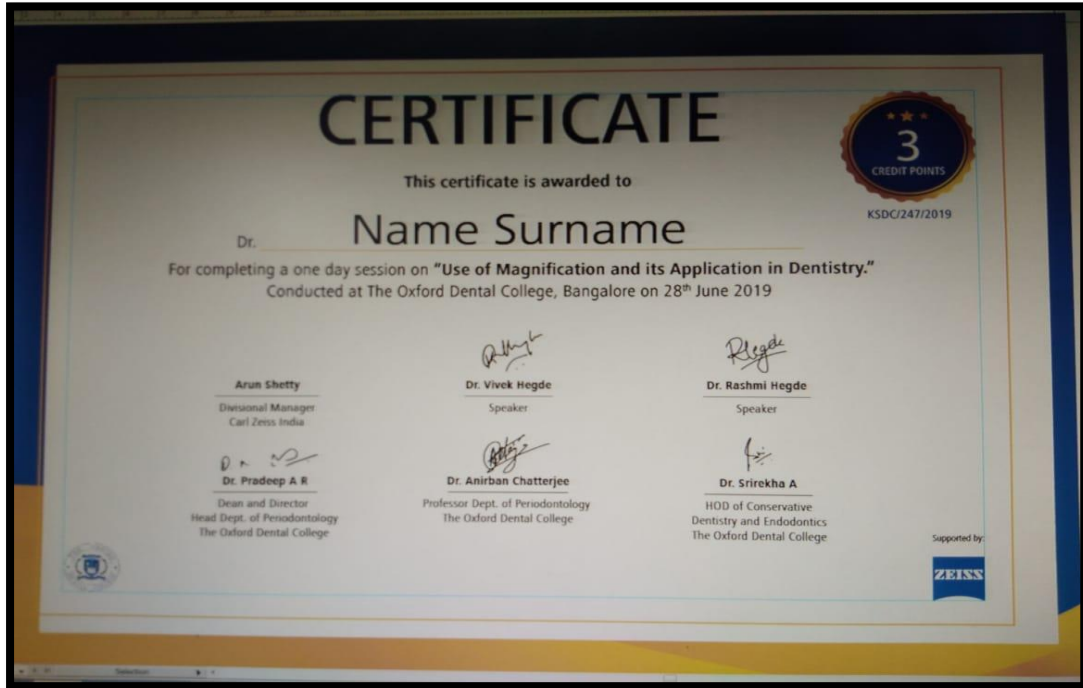 CERTIFICATE
3
CREDIT POINTS
This certificate is awarded to
KSDC/247/2019
Dr. Name Surname
For completing a one day session on "Use of Magnification and its Application in Dentistry."
Conducted at The Oxford Dental College, Bangalore on 28th June 2019
Arun Shetty
Divisional Manager
Carl Zeiss India
Dr. Vivek Hegde
Speaker
Rhegde
Dr. Rashmi Hegde
Speaker
Dr. Pradeep A R
Dean and Director
Head Dept. of Periodontology
The Oxford Dental College
Dr. Anirban Chatterjee
Professor Dept. of Periodontology
The Oxford Dental College
Dr. Srirekha A
HOD of Conservative
Dentistry and Endodontics
The Oxford Dental College
Supported by:
ZEISS
Selection